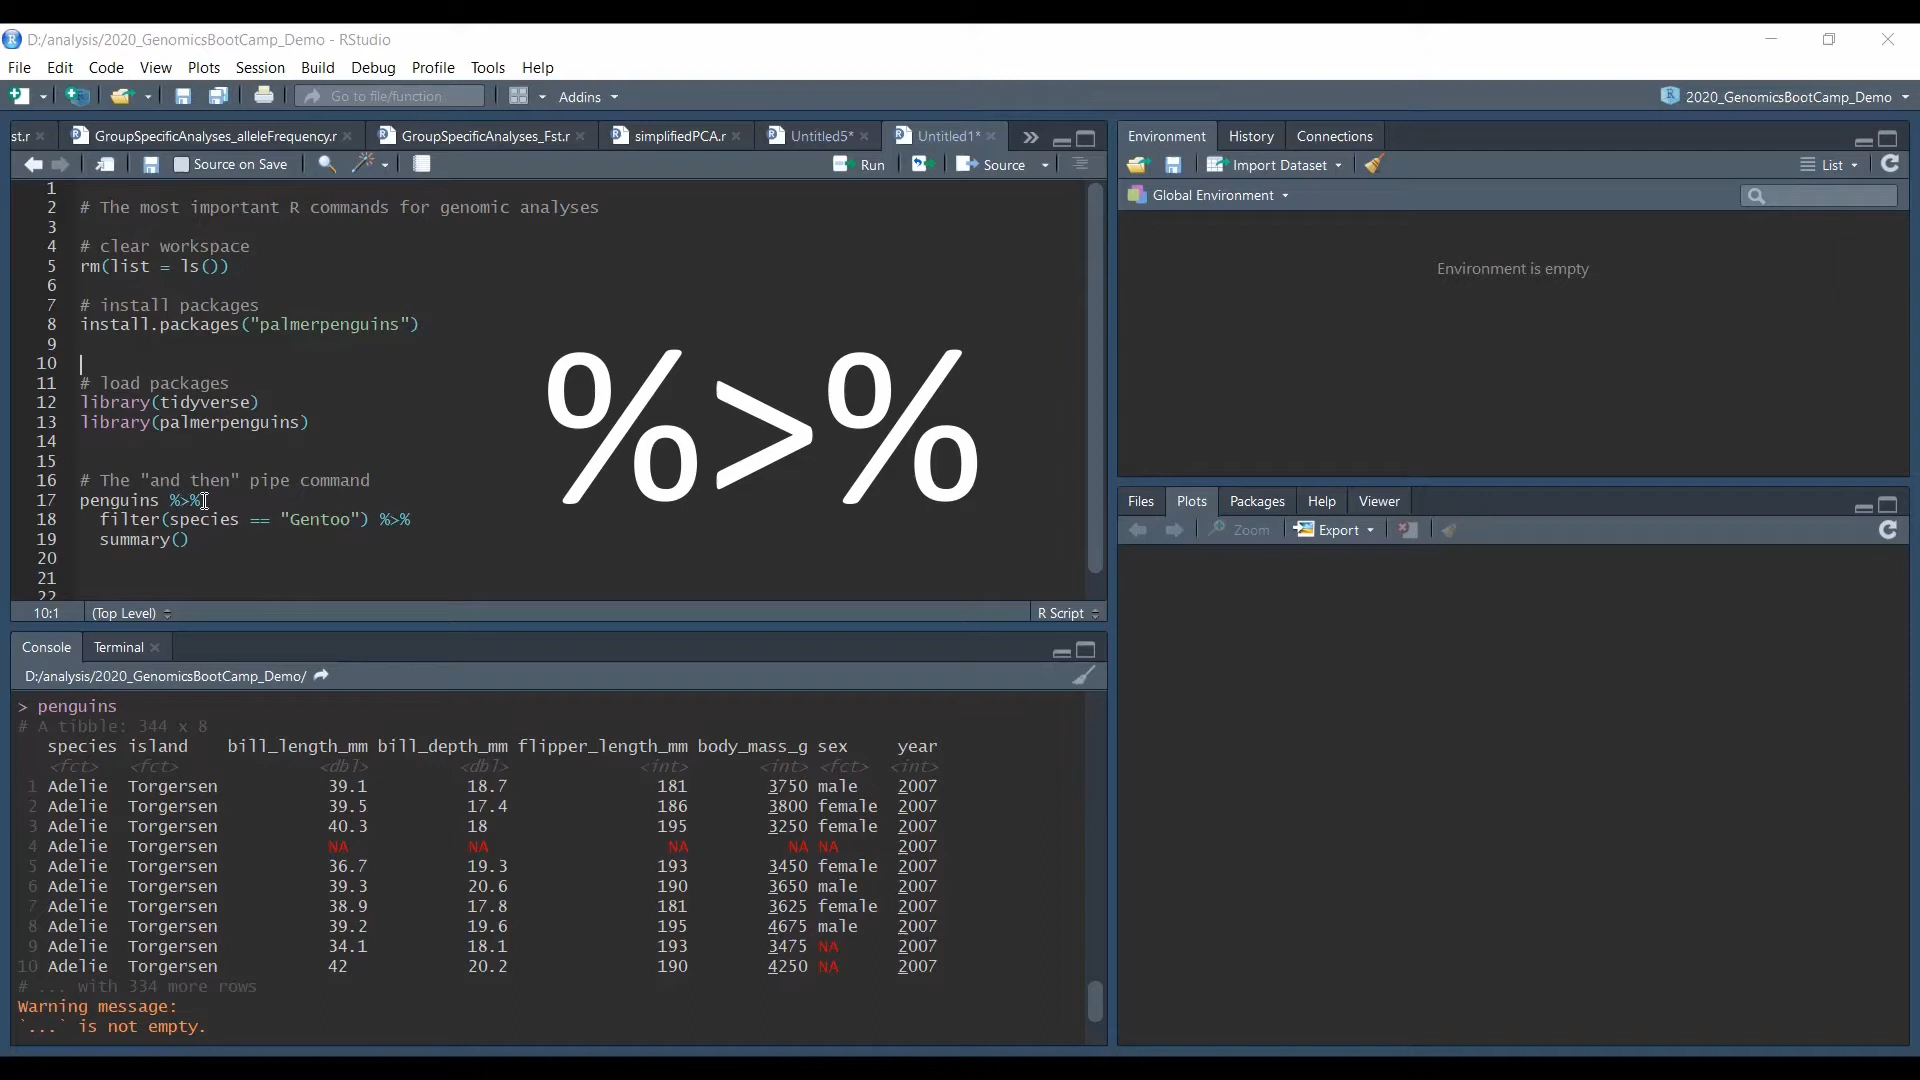 D:/analysis/2020_GenomicsBootCamp_Demo - RStudio
File Edit Code View Plots Session Build Debug Profile Tools Help
Go to file/function Addins 2020_GenomicsBootCamp_Demo
st.r GroupSpecificAnalyses_alleleFrequency.r GroupSpecificAnalyses_Fst.r simplifiedPCA.r Untitled5* Untitled1*
Source on Save Run Source
1
2 # The most important R commands for genomic analyses
3
4 # clear workspace
5 rm(list = ls())
6
7 # install packages
8 install.packages("palmerpenguins")
9
10
11 # load packages
12 library(tidyverse)
13 library(palmerpenguins)
14
15
16 # The "and then" pipe command
17 penguins %>%
18 filter(species == "Gentoo") %>%
19 summary()
20
21
22
%>%
10:1 (Top Level) R Script
Environment History Connections
Import Dataset List
Global Environment
Environment is empty
Files Plots Packages Help Viewer
Zoom Export
Console Terminal
D:/analysis/2020_GenomicsBootCamp_Demo/
> penguins
# A tibble: 344 x 8
species island bill_length_mm bill_depth_mm flipper_length_mm body_mass_g sex year
<fct> <fct> <dbl> <dbl> <int> <int> <fct> <int>
1 Adelie Torgersen 39.1 18.7 181 3750 male 2007
2 Adelie Torgersen 39.5 17.4 186 3800 female 2007
3 Adelie Torgersen 40.3 18 195 3250 female 2007
4 Adelie Torgersen NA NA NA NA NA 2007
5 Adelie Torgersen 36.7 19.3 193 3450 female 2007
6 Adelie Torgersen 39.3 20.6 190 3650 male 2007
7 Adelie Torgersen 38.9 17.8 181 3625 female 2007
8 Adelie Torgersen 39.2 19.6 195 4675 male 2007
9 Adelie Torgersen 34.1 18.1 193 3475 NA 2007
10 Adelie Torgersen 42 20.2 190 4250 NA 2007
# ... with 334 more rows
Warning message:
`...` is not empty.